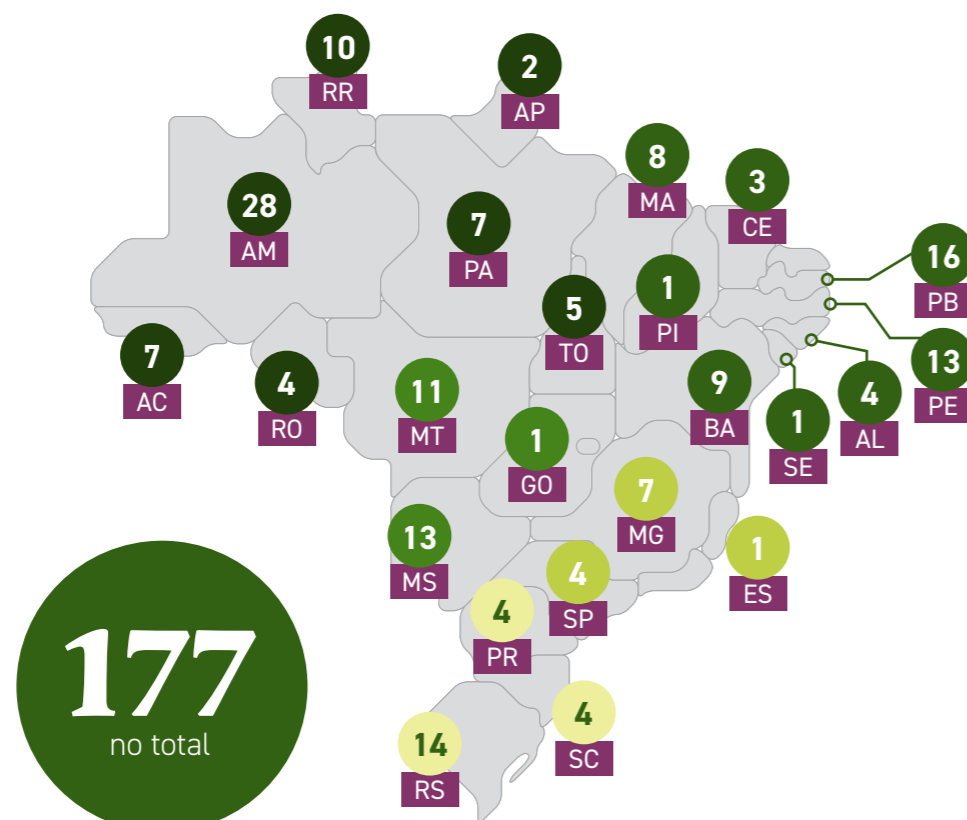 10
RR
2
AP
8
MA
3
CE
28
AM
7
PA
16
PB
1
PI
5
TO
13
PE
7
AC
4
RO
11
MT
9
BA
4
AL
1
SE
1
GO
7
MG
13
MS
1
ES
4
SP
4
PR
4
SC
14
RS
177
no total